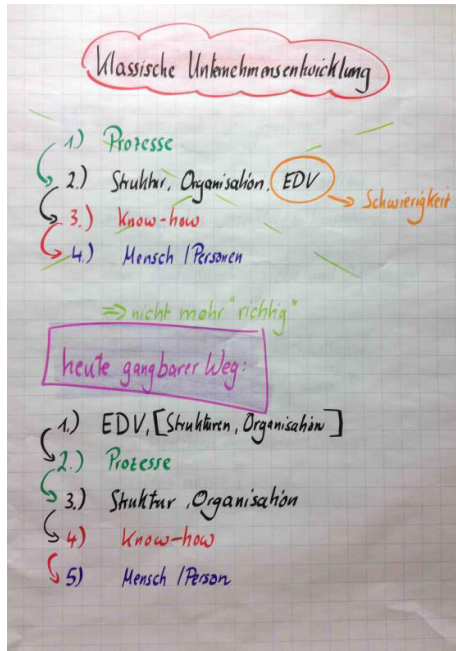 Klassische Unternehmensentwicklung
1.) Prozesse
2.) Struktur, Organisation, EDV
→ Schwierigkeit
3.) Know-how
4.) Mensch / Personen
=> nicht mehr "richtig"
heute gangbarer Weg:
1.) EDV, [Strukturen, Organisation]
2.) Prozesse
3.) Struktur, Organisation
4) Know-how
5) Mensch / Person